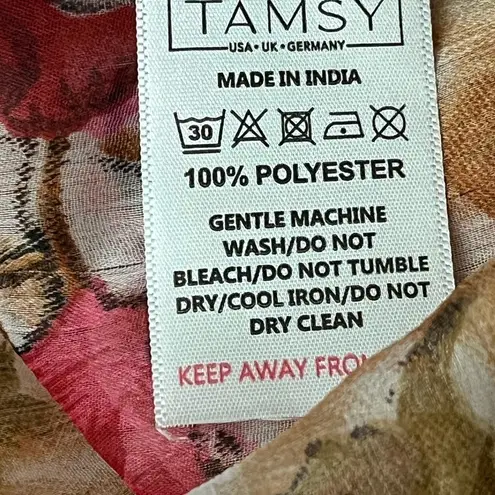 TAMSY
USA • UK • GERMANY
MADE IN INDIA
30
100% POLYESTER
GENTLE MACHINE
WASH/DO NOT
BLEACH/DO NOT TUMBLE
DRY/COOL IRON/DO NOT
DRY CLEAN
KEEP AWAY